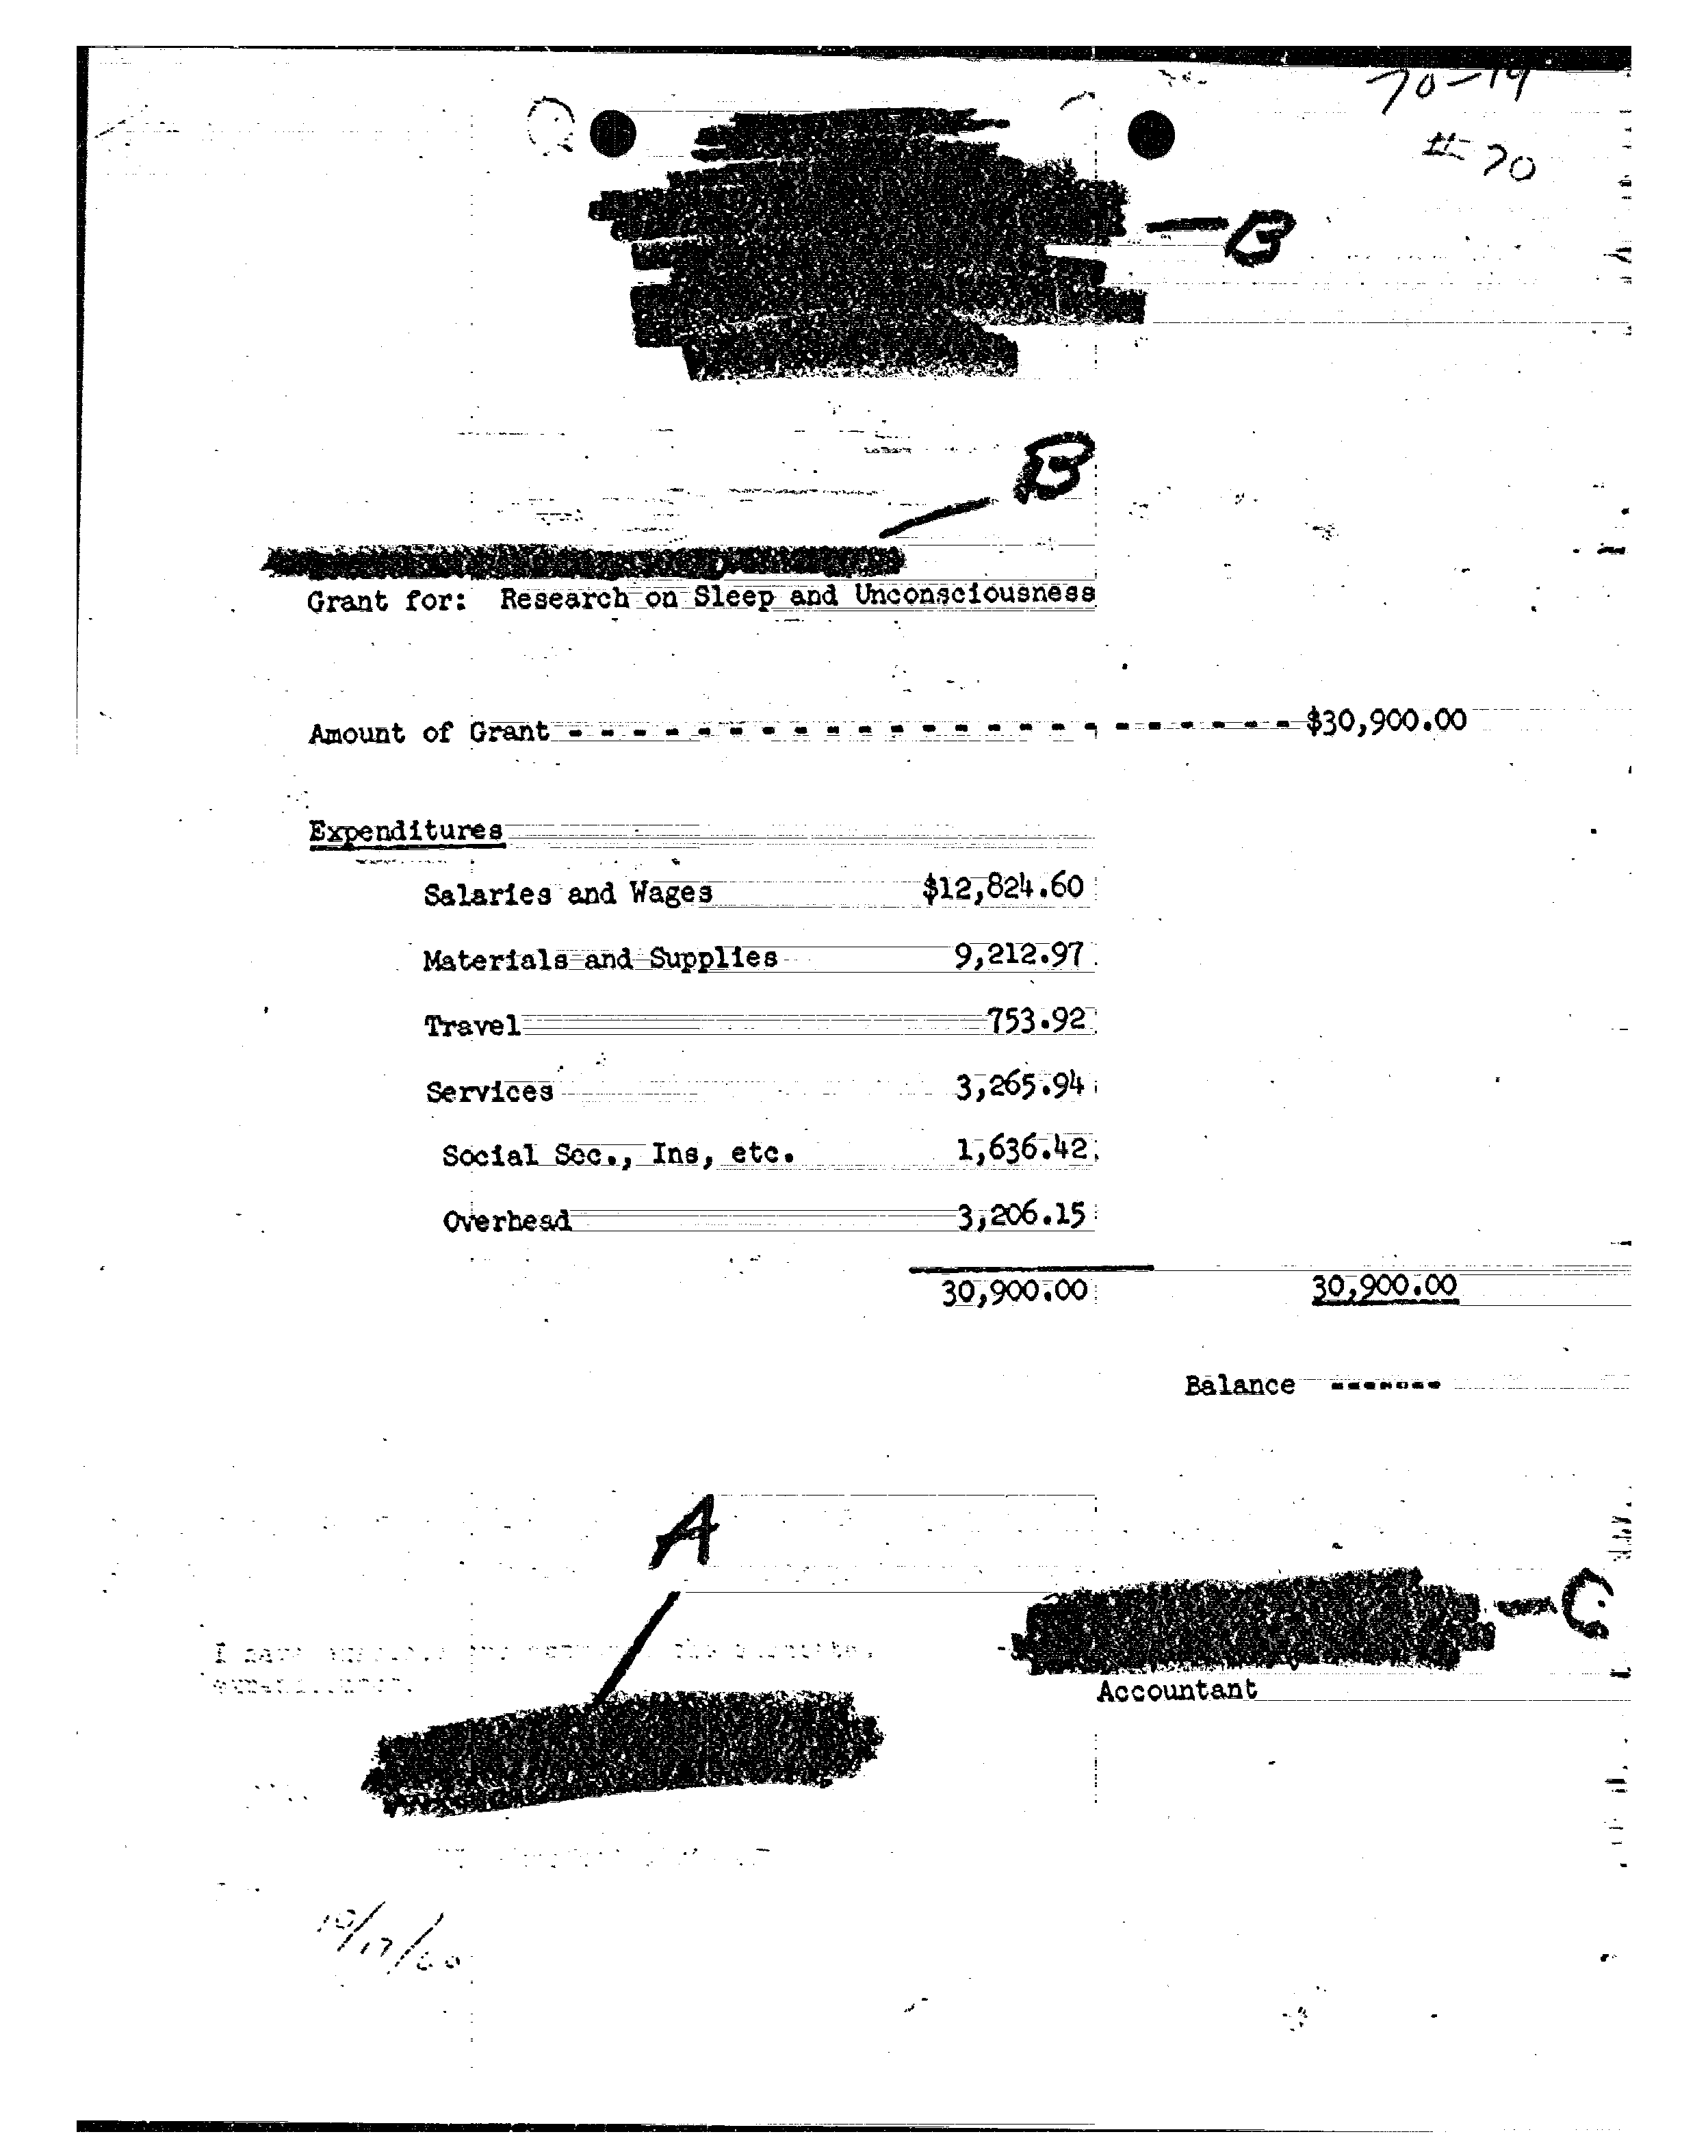 70-19
#70
B
B
Grant for: Research on Sleep and Unconsciousness
Amount of Grant - - - - - - - - - - - - - - - - - - - - - - - $30,900.00
Expenditures
Salaries and Wages $12,824.60
Materials and Supplies 9,212.97
Travel 753.92
Services 3,265.94
Social Sec., Ins, etc. 1,636.42
Overhead 3,206.15
30,900.00 30,900.00
Balance -------
A
C
I have the
Accountant
10/17/60